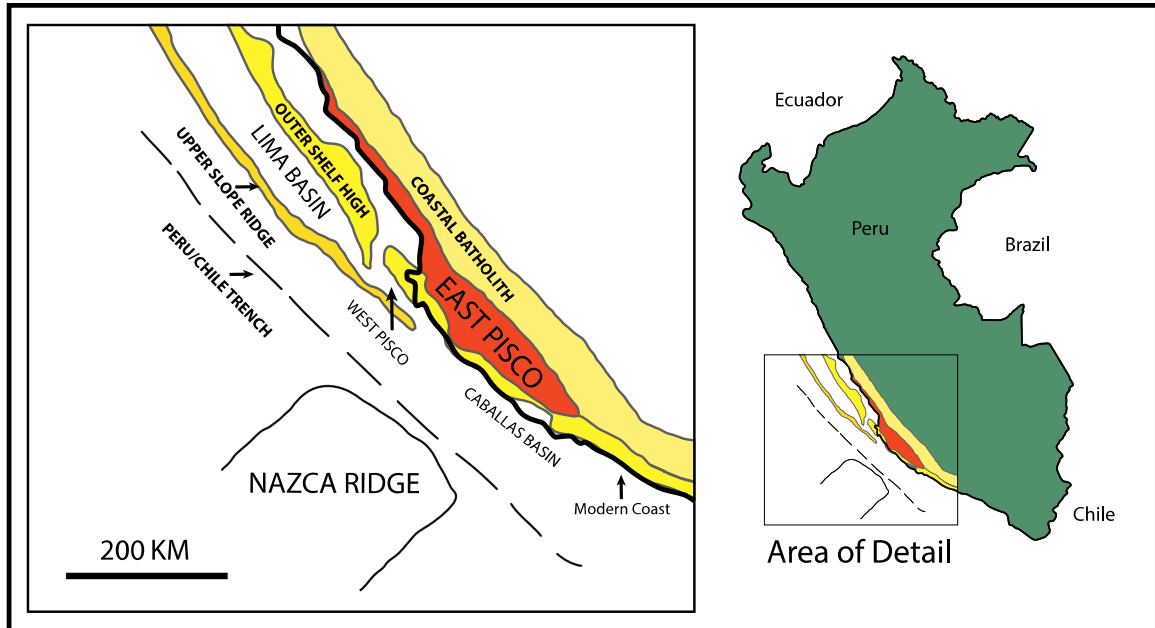 OUTER SHELF HIGH
LIMA BASIN
UPPER SLOPE RIDGE
PERU/CHILE TRENCH
COASTAL BATHOLITH
EAST PISCO
WEST PISCO
CABALLAS BASIN
NAZCA RIDGE
Modern Coast
200 KM
Ecuador
Peru
Brazil
Chile
Area of Detail